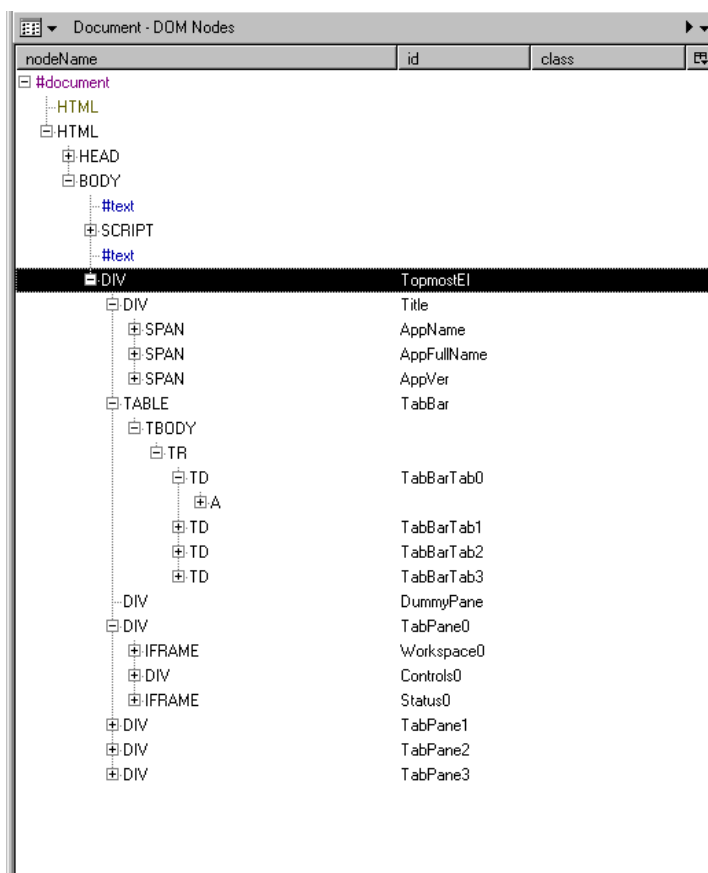 Document - DOM Nodes
nodeName id class
#document
HTML
HTML
HEAD
BODY
#text
SCRIPT
#text
DIV TopmostEl
DIV Title
SPAN AppName
SPAN AppFullName
SPAN AppVer
TABLE TabBar
TBODY
TR
TD TabBarTab0
A
TD TabBarTab1
TD TabBarTab2
TD TabBarTab3
DIV DummyPane
DIV TabPane0
IFRAME Workspace0
DIV Controls0
IFRAME Status0
DIV TabPane1
DIV TabPane2
DIV TabPane3